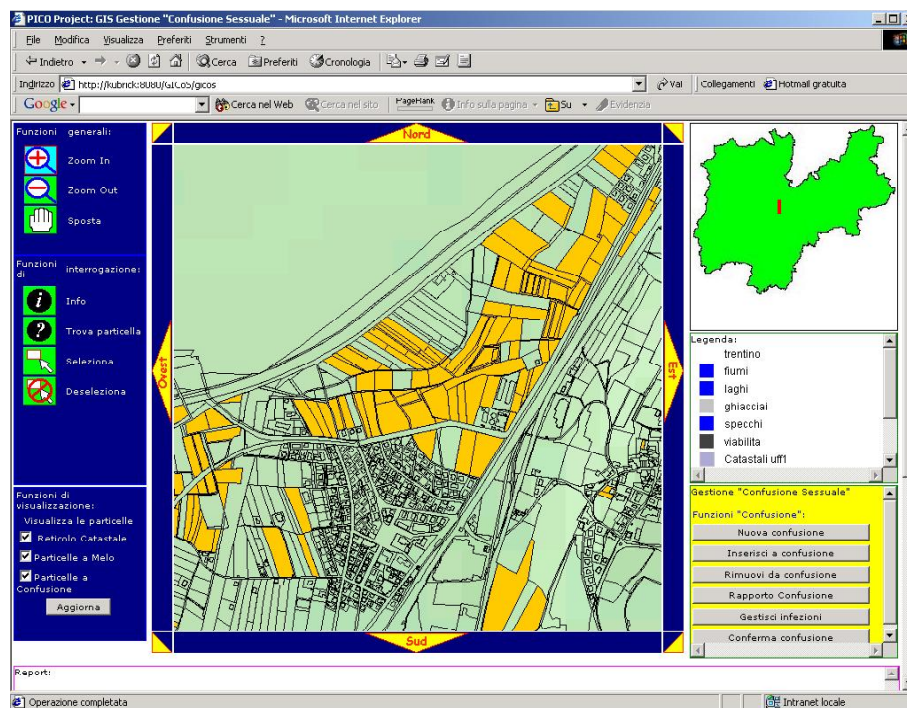 PICO Project: GIS Gestione "Confusione Sessuale" - Microsoft Internet Explorer
File Modifica Visualizza Preferiti Strumenti ?
Indietro Cerca Preferiti Cronologia
Indirizzo http://kubrick:8080/GICOS/gicos Vai Collegamenti Hotmail gratuita
Google Cerca nel Web Cerca nel sito PageRank Info sulla pagina Su Evidenzia
Funzioni generali:
Zoom In
Zoom Out
Sposta
Funzioni di interrogazione:
Info
Trova particella
Seleziona
Deseleziona
Funzioni di
visualizzazione:
Visualizza le particelle
Reticolo Catastale
Particelle a Melo
Particelle a
Confusione
Aggiorna
Nord
Ovest
Est
Sud
Legenda:
trentino
fiumi
laghi
ghiacciai
specchi
viabilita
Catastali uff1
Gestione "Confusione Sessuale"
Funzioni "Confusione":
Nuova confusione
Inserisci a confusione
Rimuovi da confusione
Rapporto Confusione
Gestisci infezioni
Conferma confusione
Report:
Operazione completata
Intranet locale